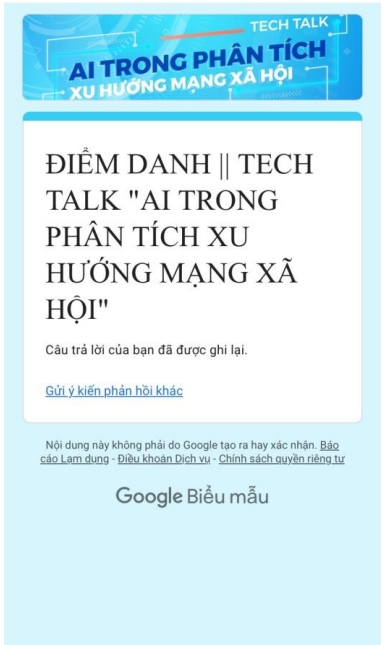 TECH TALK
AI TRONG PHÂN TÍCH
XU HƯỚNG MẠNG XÃ HỘI
ĐIỂM DANH || TECH
TALK "AI TRONG
PHÂN TÍCH XU
HƯỚNG MẠNG XÃ
HỘI"
Câu trả lời của bạn đã được ghi lại.
Gửi ý kiến phản hồi khác
Nội dung này không phải do Google tạo ra hay xác nhận. Báo
cáo Lạm dụng - Điều khoản Dịch vụ - Chính sách quyền riêng tư
Google Biểu mẫu